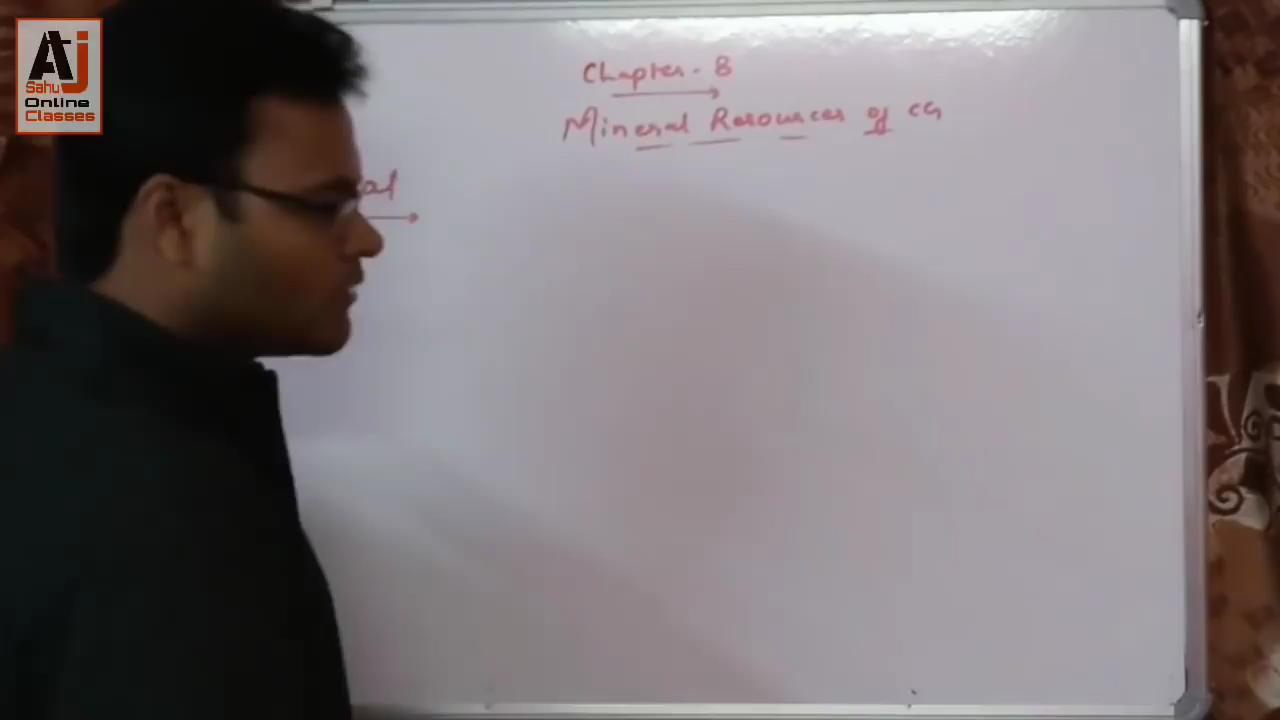 AJ
Sahu
Online
Classes
Chapter - 8
Mineral Resources of CG